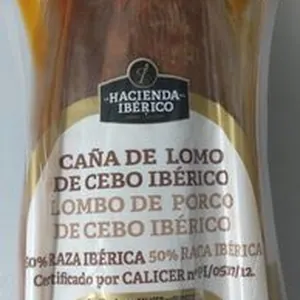 HACIENDA
IBÉRICO
CAÑA DE LOMO
DE CEBO IBÉRICO
LOMBO DE PORCO
DE CEBO IBÉRICO
50% RAZA IBÉRICA 50% RAÇA IBÉRICA
Certificado por CALICER nº